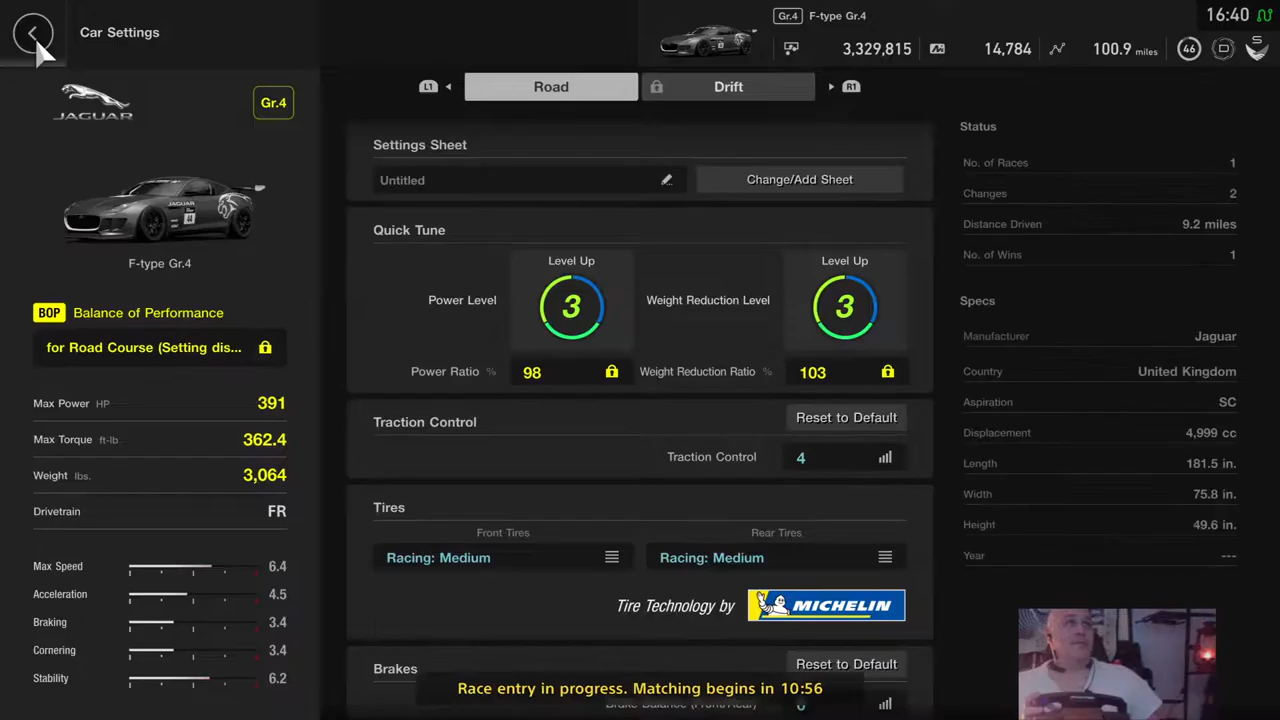 Car Settings
Gr.4 F-type Gr.4
3,329,815 14,784 100.9 miles 46 D S
16:40
JAGUAR
Gr.4
F-type Gr.4
BOP Balance of Performance
for Road Course (Setting dis...
Max Power HP 391
Max Torque ft-lb 362.4
Weight lbs. 3,064
Drivetrain FR
Max Speed 6.4
Acceleration 4.5
Braking 3.4
Cornering 3.4
Stability 6.2
L1 Road Drift R1
Settings Sheet
Untitled Change/Add Sheet
Quick Tune
Level Up Level Up
Power Level 3 Weight Reduction Level 3
Power Ratio % 98 Weight Reduction Ratio % 103
Traction Control Reset to Default
Traction Control 4
Tires
Front Tires Rear Tires
Racing: Medium Racing: Medium
Tire Technology by MICHELIN
Brakes Reset to Default
Race entry in progress. Matching begins in 10:56
Brake Balance (Front/Rear)
Status
No. of Races 1
Changes 2
Distance Driven 9.2 miles
No. of Wins 1
Specs
Manufacturer Jaguar
Country United Kingdom
Aspiration SC
Displacement 4,999 cc
Length 181.5 in.
Width 75.8 in.
Height 49.6 in.
Year ---